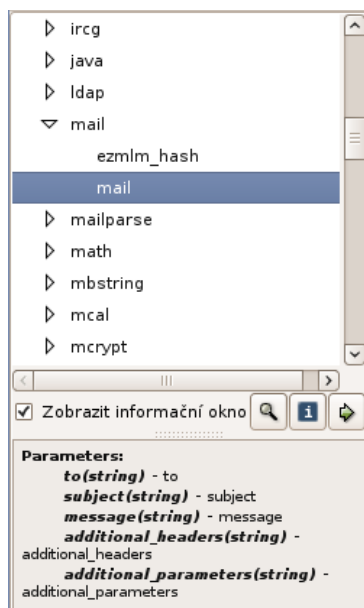 ircg
java
ldap
mail
ezmlm_hash
mail
mailparse
math
mbstring
mcal
mcrypt
Zobrazit informační okno
Parameters:
to(string) - to
subject(string) - subject
message(string) - message
additional_headers(string) -
additional_headers
additional_parameters(string) -
additional_parameters